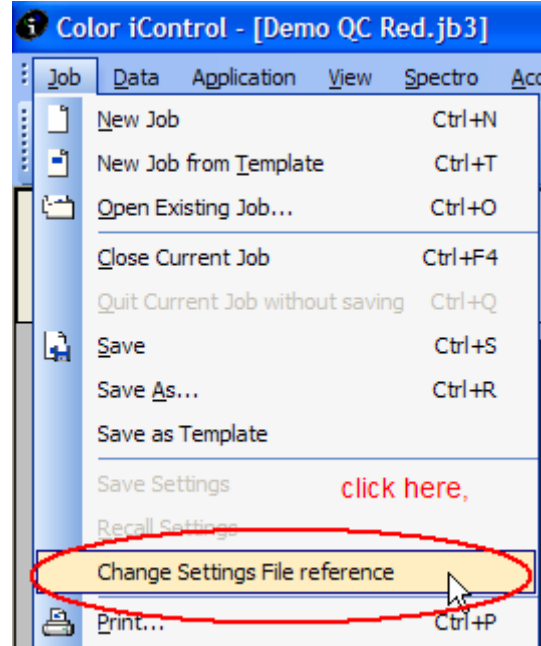 Color iControl - [Demo QC Red.jb3]
Job Data Application View Spectro
New Job Ctrl+N
New Job from Template Ctrl+T
Open Existing Job... Ctrl+O
Close Current Job Ctrl+F4
Quit Current Job without saving Ctrl+Q
Save Ctrl+S
Save As... Ctrl+R
Save as Template
Save Settings click here,
Recall Settings
Change Settings File reference
Print... Ctrl+P